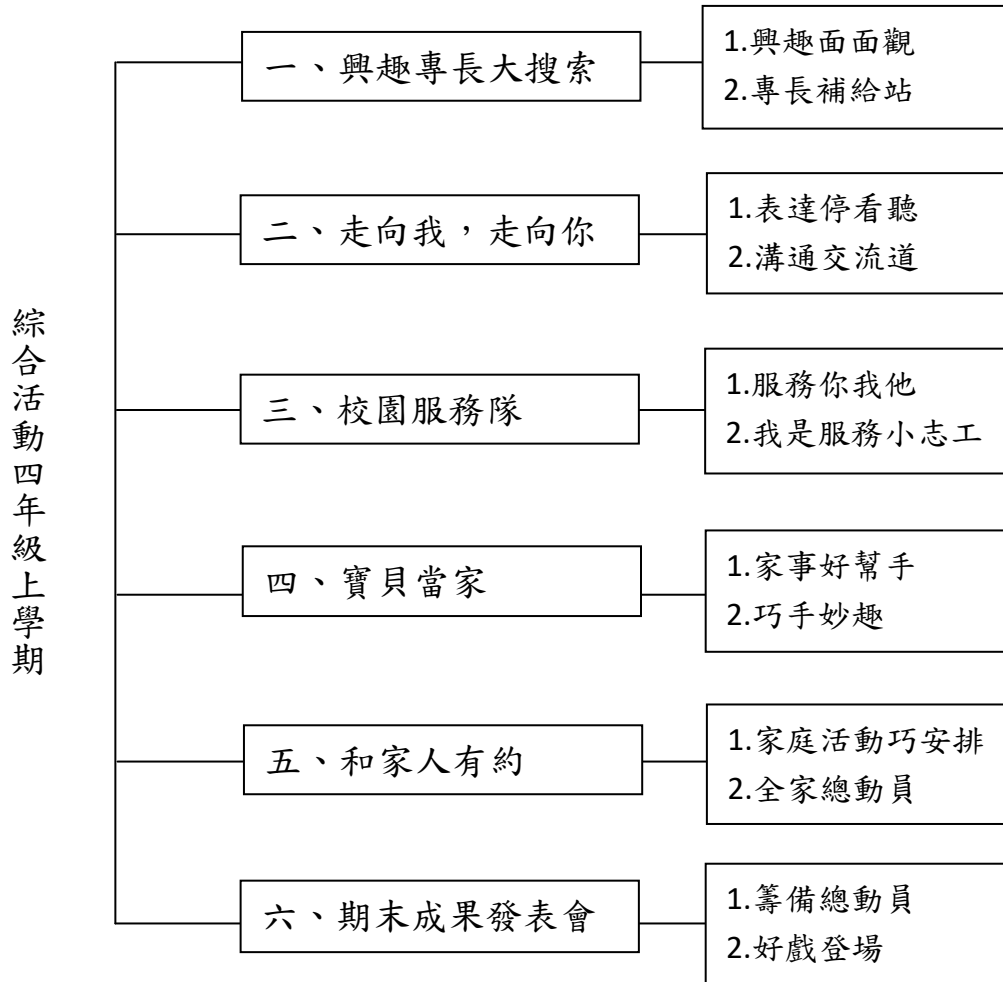 綜合活動四年級上學期
一、興趣專長大搜索
1.興趣面面觀
2.專長補給站
二、走向我，走向你
1.表達停看聽
2.溝通交流道
三、校園服務隊
1.服務你我他
2.我是服務小志工
四、寶貝當家
1.家事好幫手
2.巧手妙趣
五、和家人有約
1.家庭活動巧安排
2.全家總動員
六、期末成果發表會
1.籌備總動員
2.好戲登場